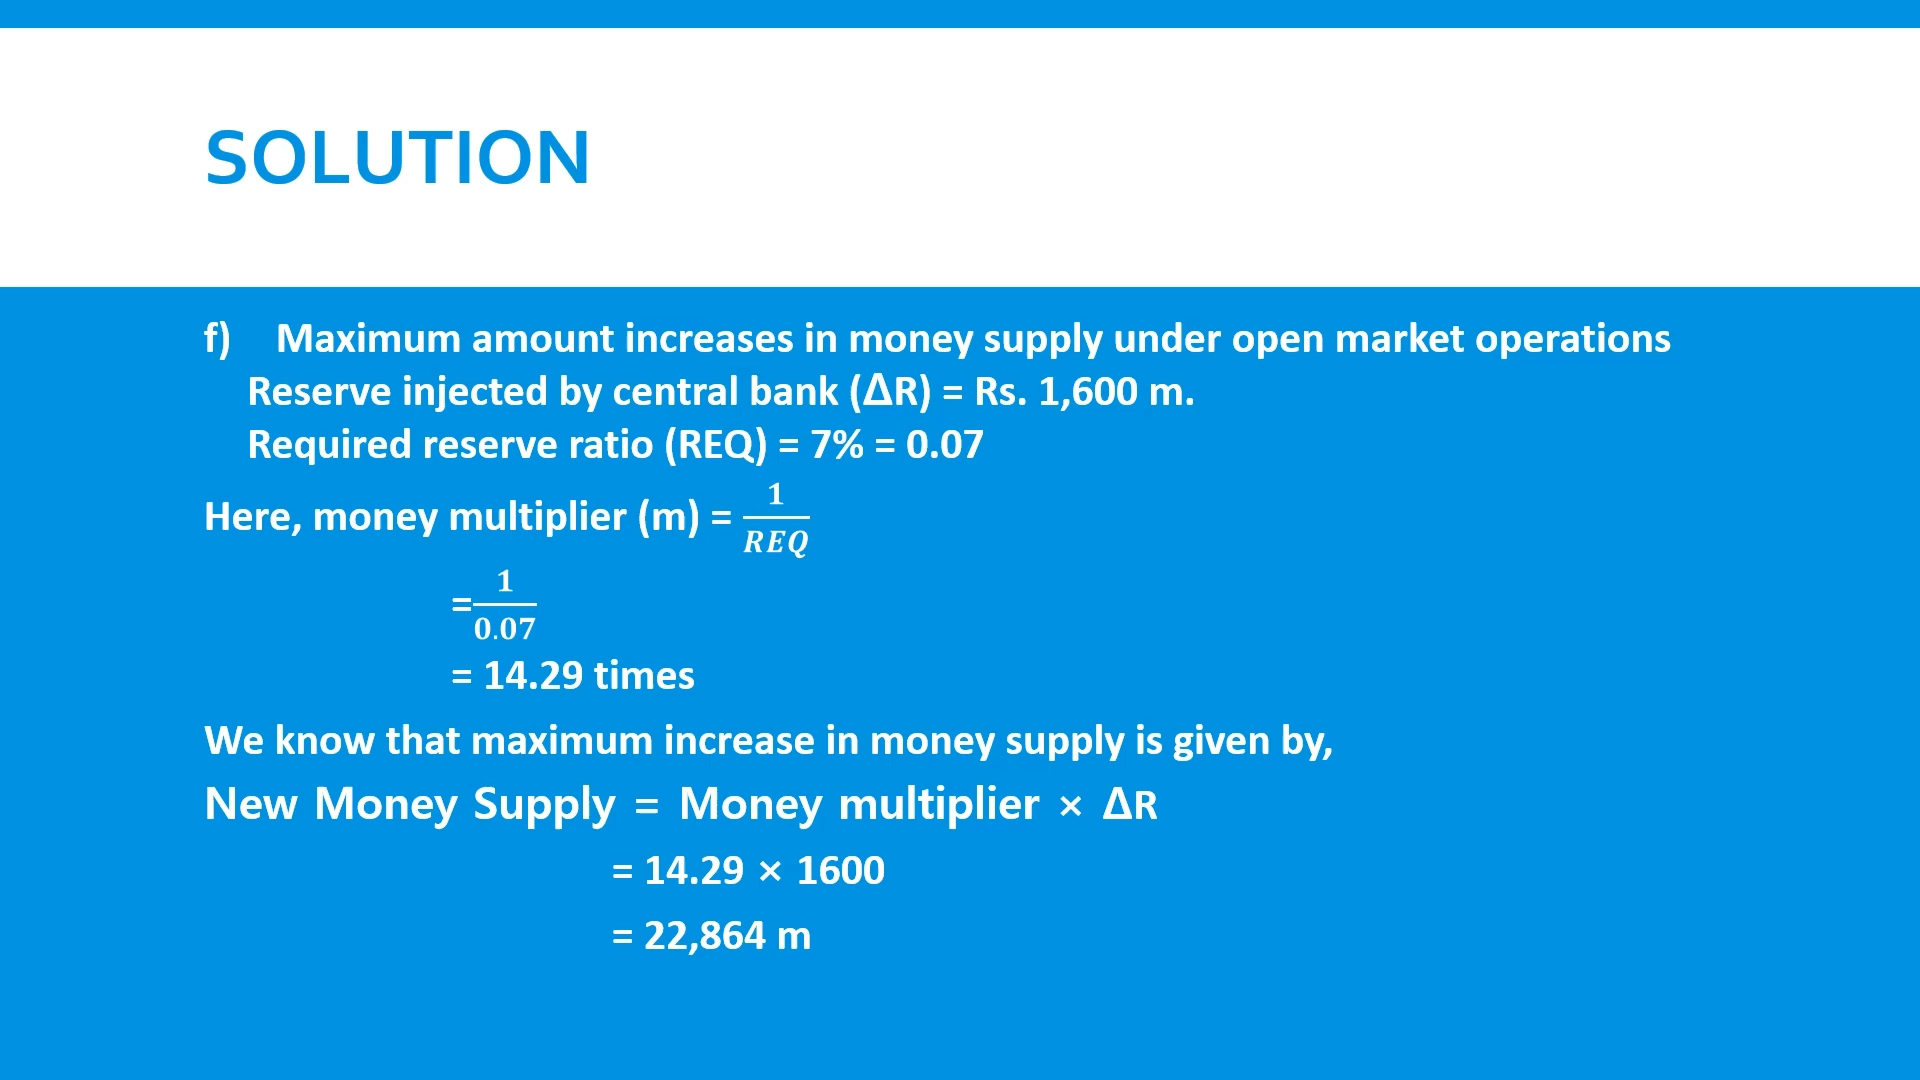 SOLUTION
f) Maximum amount increases in money supply under open market operations
Reserve injected by central bank (ΔR) = Rs. 1,600 m.
Required reserve ratio (REQ) = 7% = 0.07
Here, money multiplier (m) = 1/REQ
= 1/0.07
= 14.29 times
We know that maximum increase in money supply is given by,
New Money Supply = Money multiplier × ΔR
= 14.29 × 1600
= 22,864 m